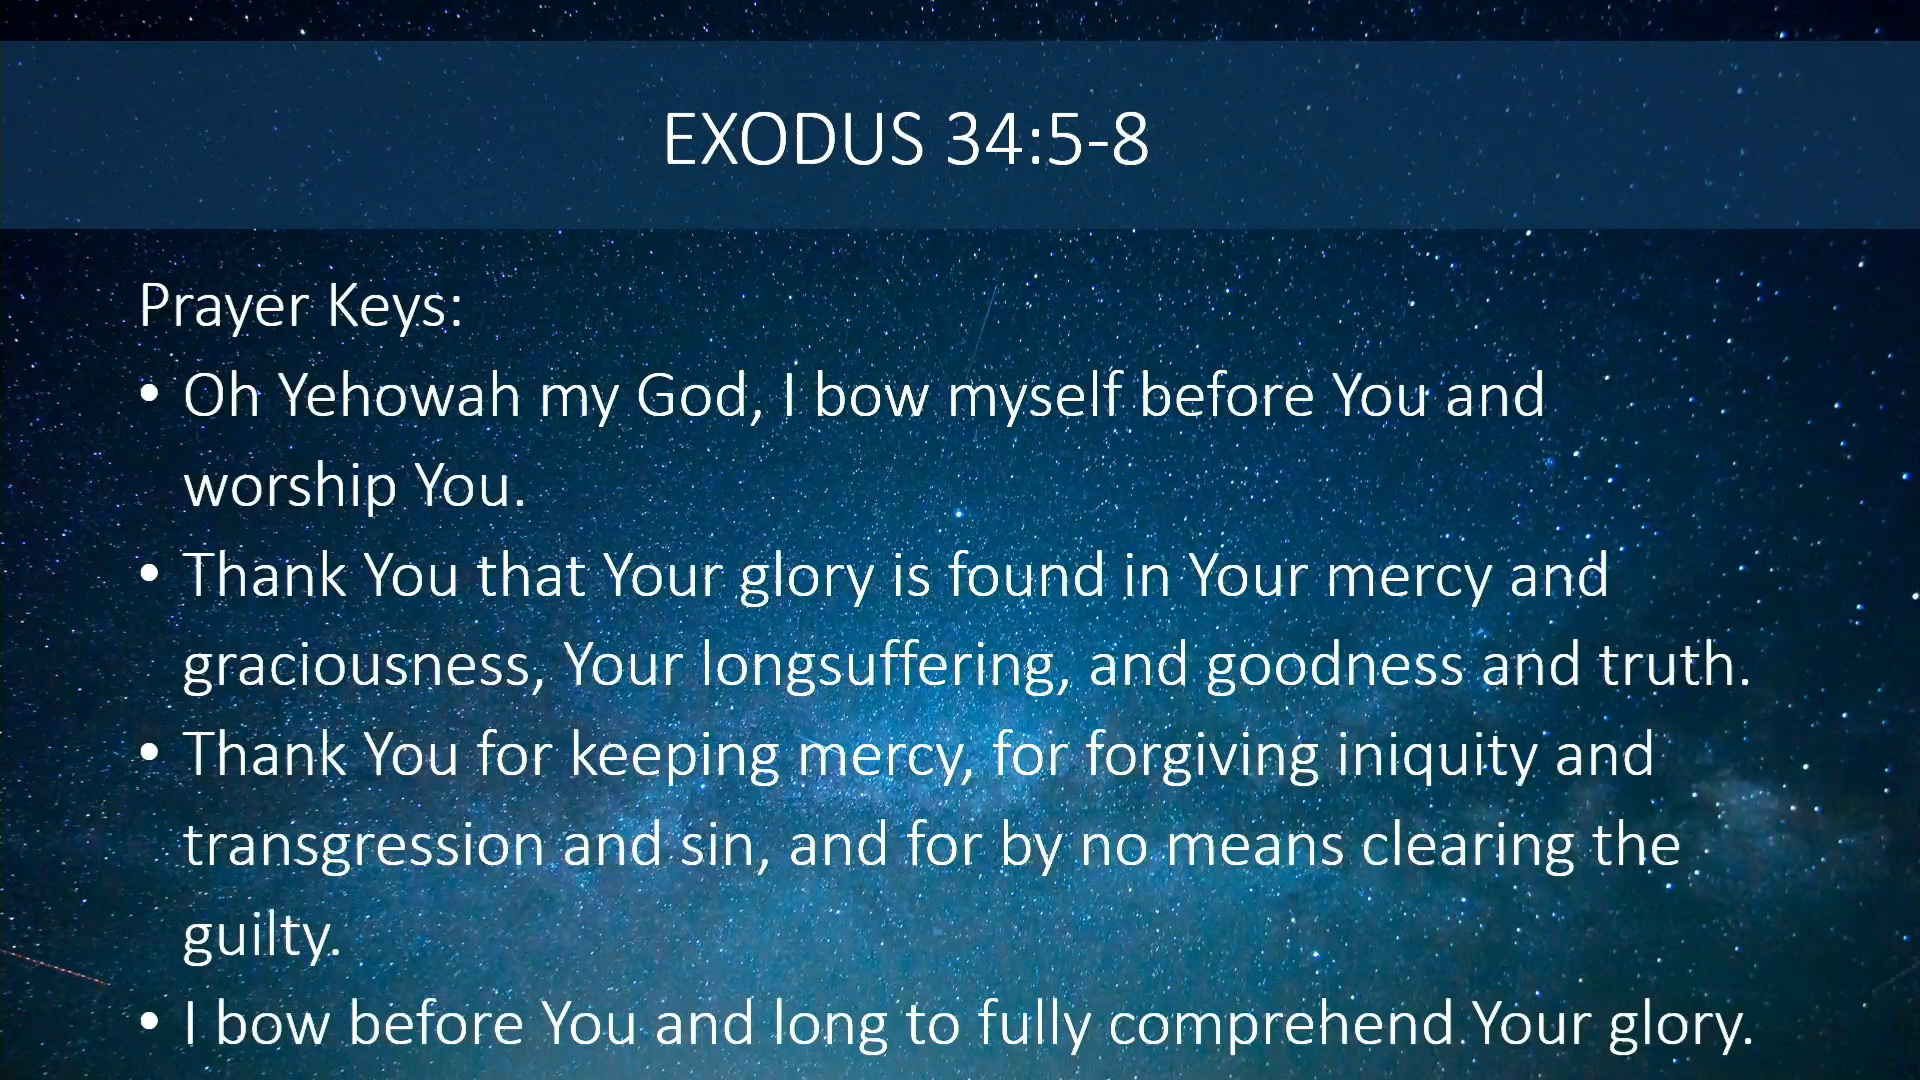 EXODUS 34:5-8
Prayer Keys:
• Oh Yehowah my God, I bow myself before You and
worship You.
• Thank You that Your glory is found in Your mercy and
graciousness, Your longsuffering, and goodness and truth.
• Thank You for keeping mercy, for forgiving iniquity and
transgression and sin, and for by no means clearing the
guilty.
• I bow before You and long to fully comprehend Your glory.